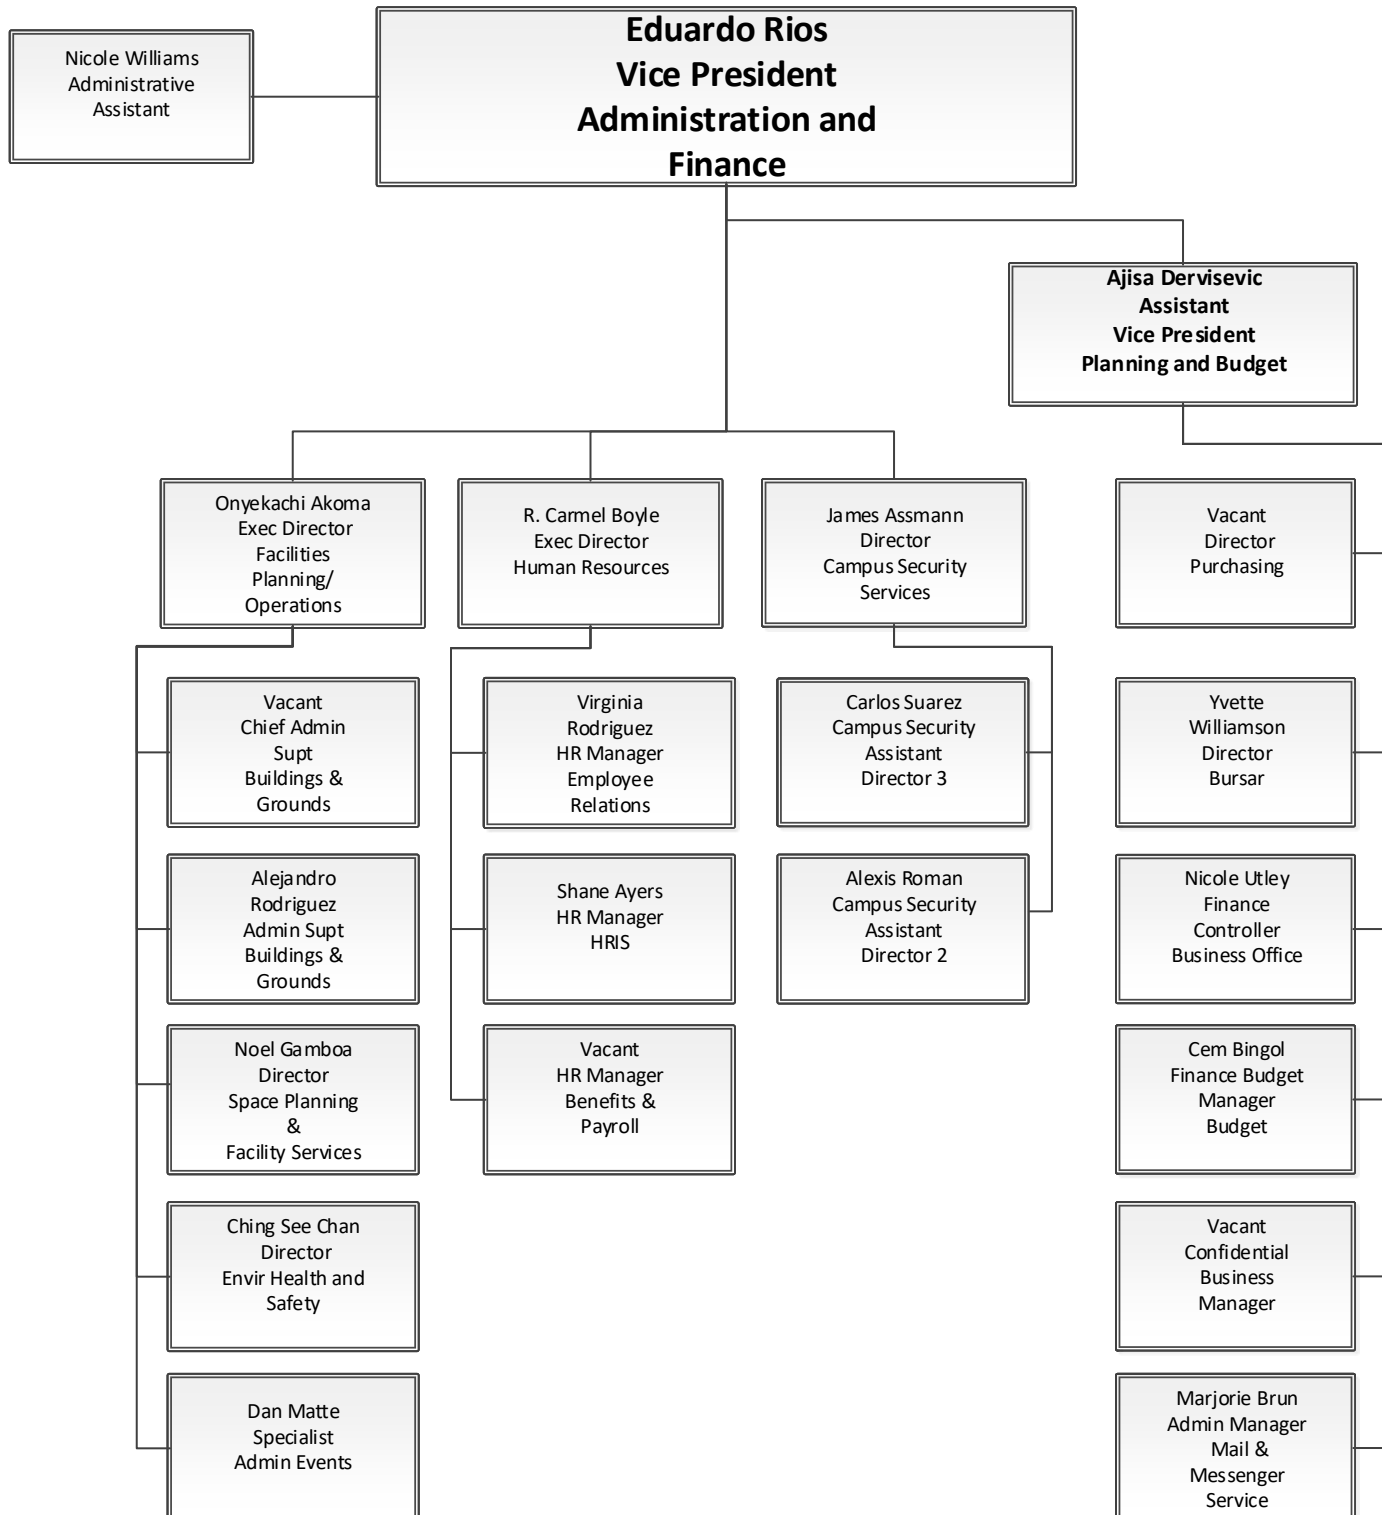 Eduardo Rios
Vice President
Administration and
Finance
Nicole Williams
Administrative
Assistant
Ajisa Dervisevic
Assistant
Vice President
Planning and Budget
Onyekachi Akoma
Exec Director
Facilities
Planning/
Operations
R. Carmel Boyle
Exec Director
Human Resources
James Assmann
Director
Campus Security
Services
Vacant
Director
Purchasing
Vacant
Chief Admin
Supt
Buildings &
Grounds
Virginia
Rodriguez
HR Manager
Employee
Relations
Carlos Suarez
Campus Security
Assistant
Director 3
Yvette
Williamson
Director
Bursar
Alejandro
Rodriguez
Admin Supt
Buildings &
Grounds
Shane Ayers
HR Manager
HRIS
Alexis Roman
Campus Security
Assistant
Director 2
Nicole Utley
Finance
Controller
Business Office
Noel Gamboa
Director
Space Planning
&
Facility Services
Vacant
HR Manager
Benefits &
Payroll
Cem Bingol
Finance Budget
Manager
Budget
Ching See Chan
Director
Envir Health and
Safety
Vacant
Confidential
Business
Manager
Dan Matte
Specialist
Admin Events
Marjorie Brun
Admin Manager
Mail &
Messenger
Service